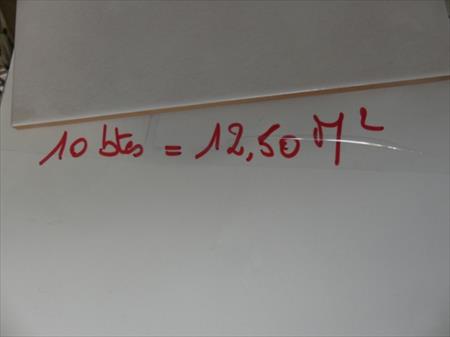 10 btes = 12,50 M²